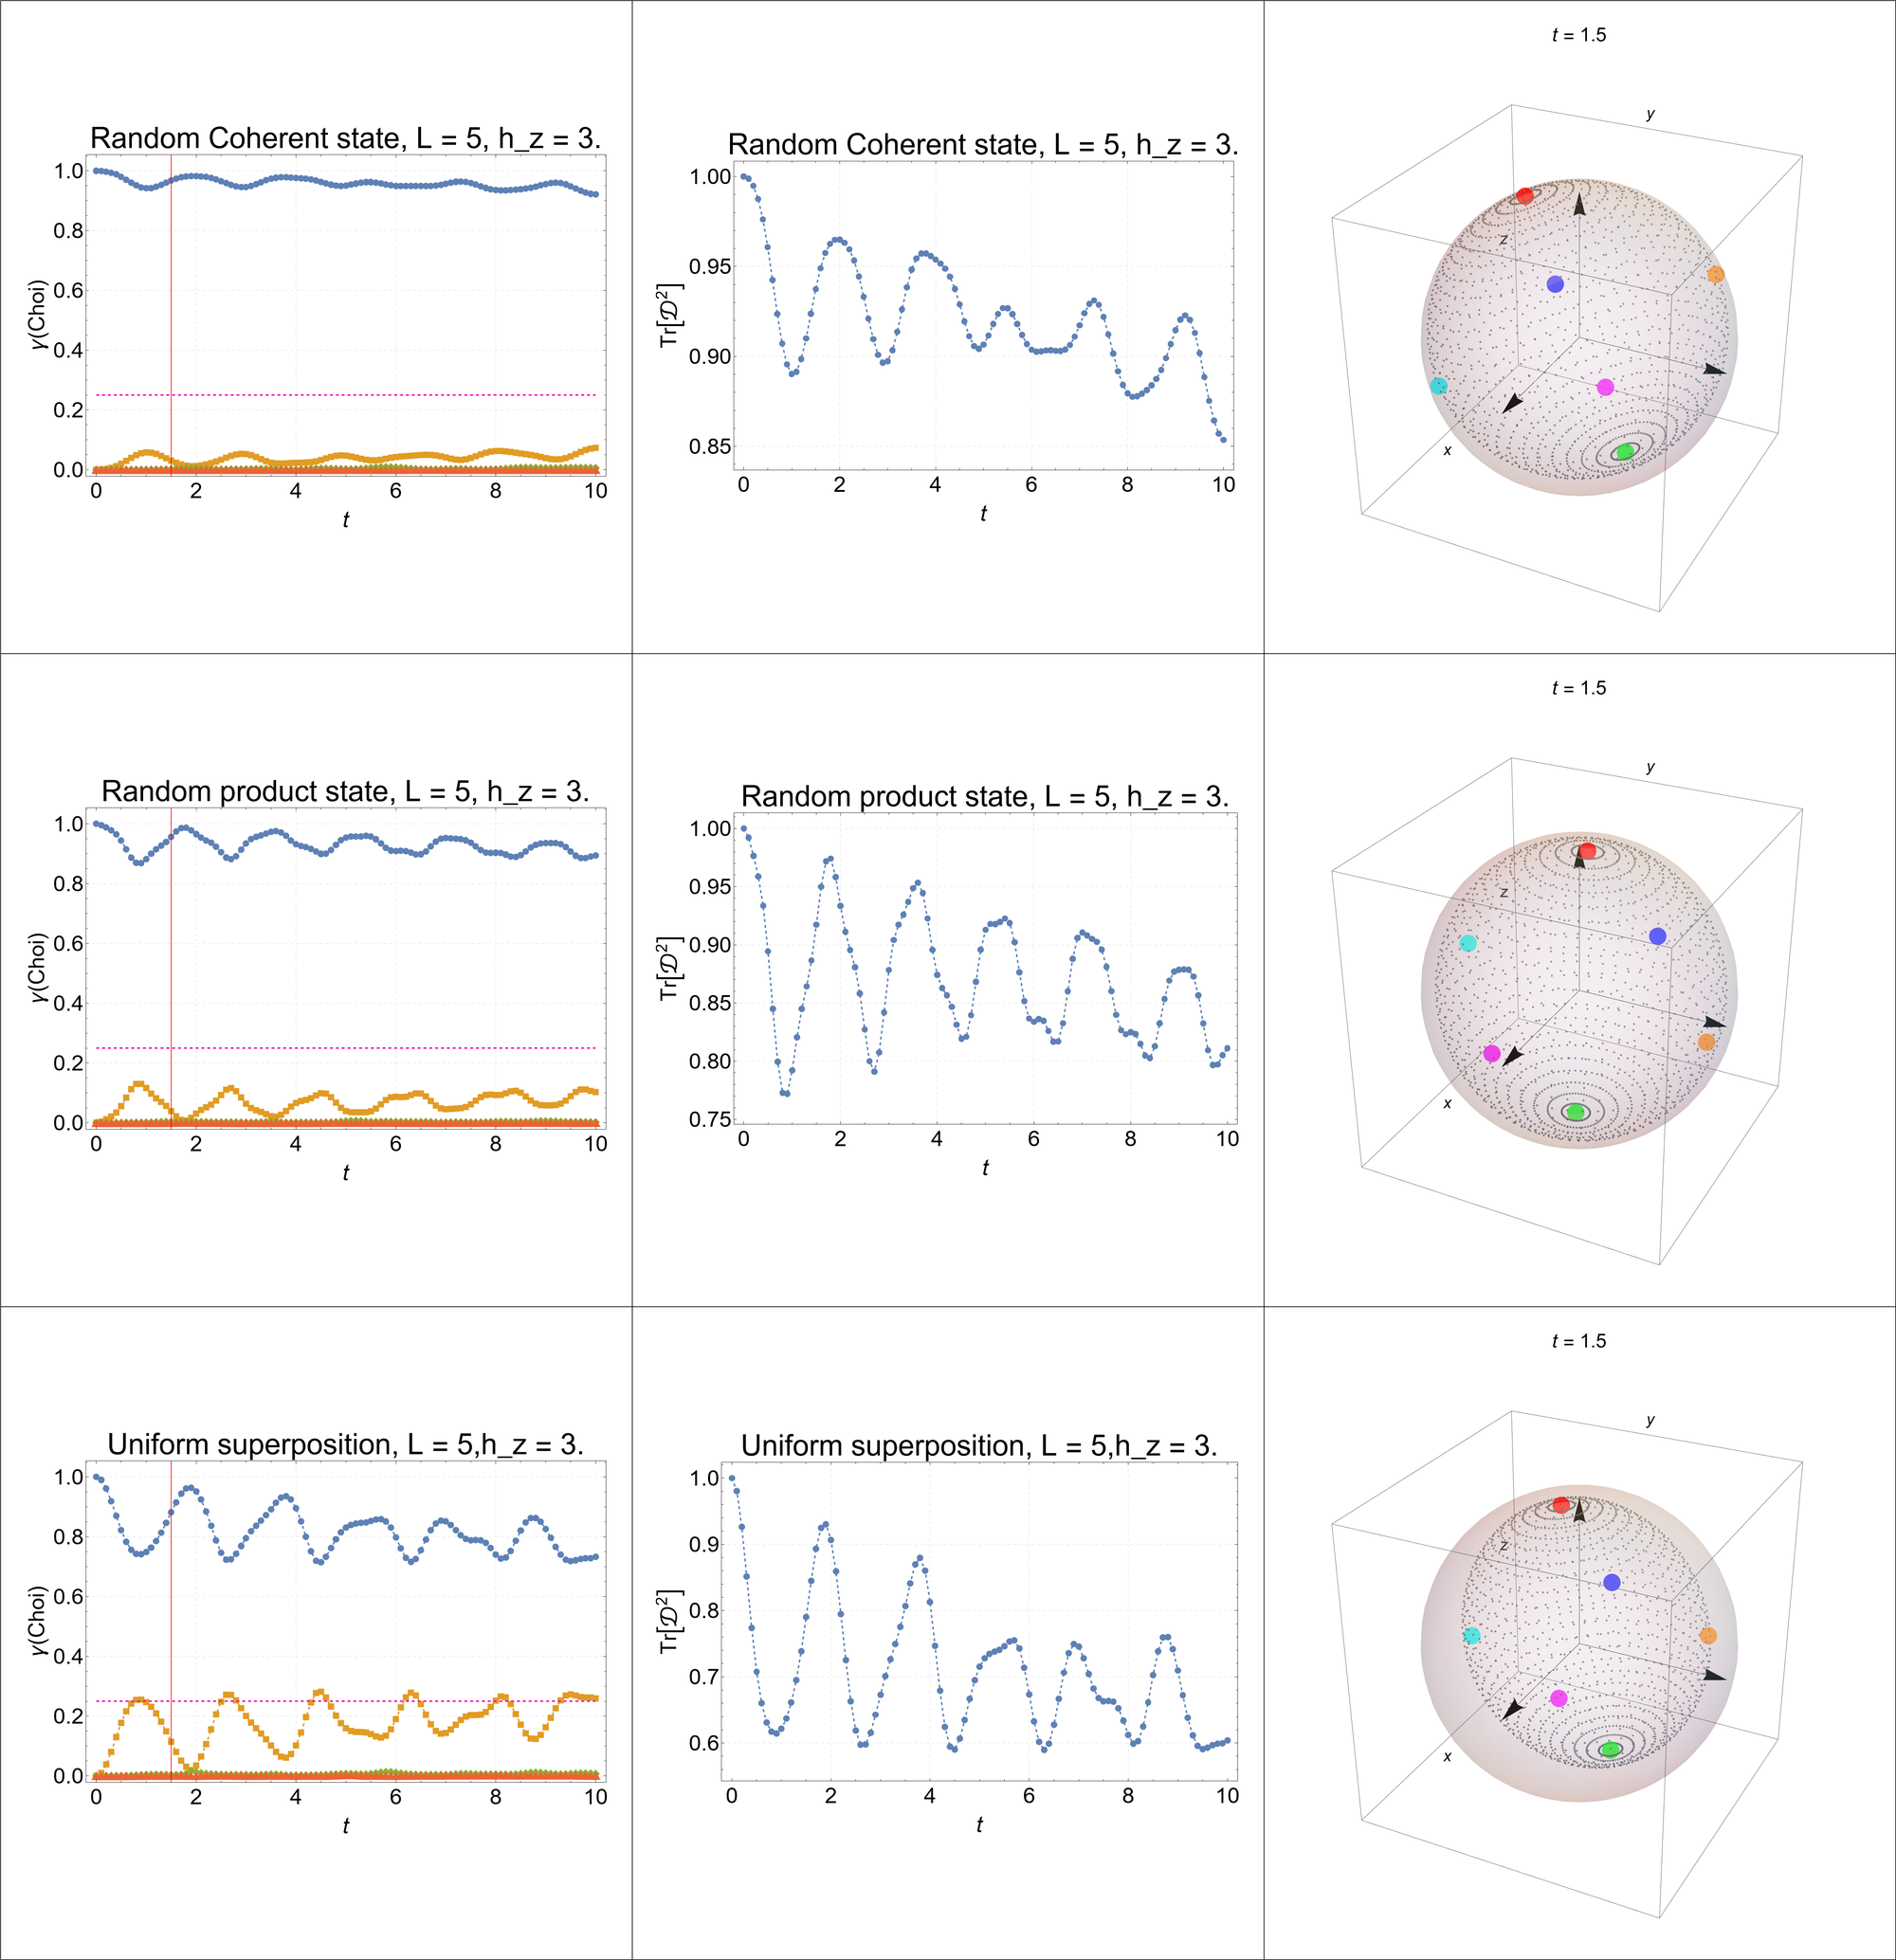 Random Coherent state, L = 5, h_z = 3.
1.0
0.8
0.6
0.4
0.2
0.0
γ(Choi)
0 2 4 6 8 10
t
Random Coherent state, L = 5, h_z = 3.
1.00
0.95
0.90
0.85
Tr[𝒟²]
0 2 4 6 8 10
t
t = 1.5
y
z
x
Random product state, L = 5, h_z = 3.
1.0
0.8
0.6
0.4
0.2
0.0
γ(Choi)
0 2 4 6 8 10
t
Random product state, L = 5, h_z = 3.
1.00
0.95
0.90
0.85
0.80
0.75
Tr[𝒟²]
0 2 4 6 8 10
t
t = 1.5
y
z
x
Uniform superposition, L = 5,h_z = 3.
1.0
0.8
0.6
0.4
0.2
0.0
γ(Choi)
0 2 4 6 8 10
t
Uniform superposition, L = 5,h_z = 3.
1.0
0.9
0.8
0.7
0.6
Tr[𝒟²]
0 2 4 6 8 10
t
t = 1.5
y
z
x